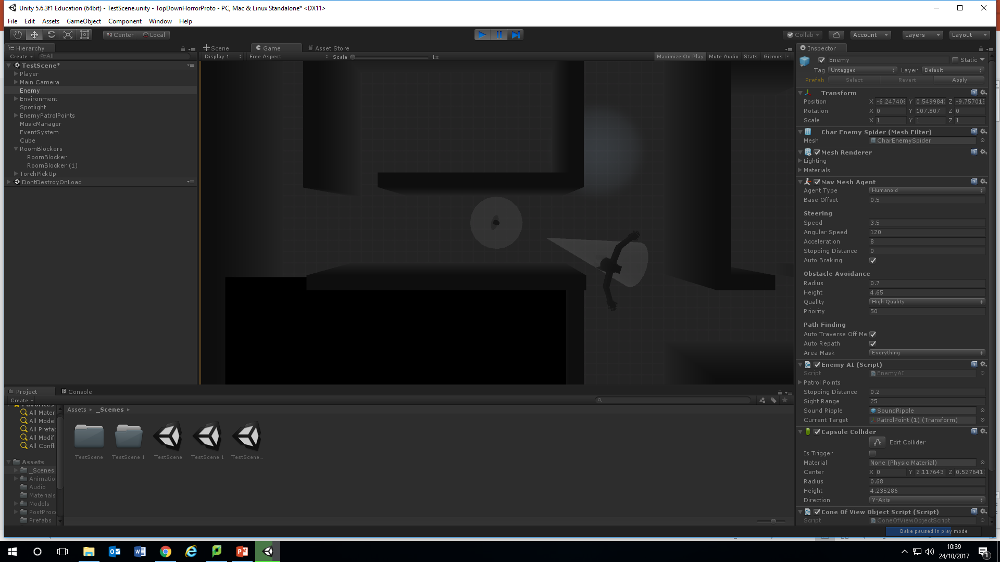 Unity 5.6.3f1 Education (64bit) - TestScene.unity - TopDownHorrorProto - PC, Mac & Linux Standalone* <DX11>
File Edit Assets GameObject Component Window Help
Center Local Collab Account Layers Layout
Hierarchy
Create All
TestScene*
Player
Main Camera
Enemy
Environment
Spotlight
EnemyPatrolPoints
MusicManager
EventSystem
Cube
RoomBlockers
RoomBlocker
RoomBlocker (1)
TorchPickUp
DontDestroyOnLoad
Scene Game Asset Store
Display 1 Free Aspect Scale 1x Maximize On Play Mute Audio Stats Gizmos
Inspector
Enemy Static
Tag Untagged Layer Default
Prefab Select Revert Apply
Transform
Position X -6.247408 Y 0.549984 Z -9.757015
Rotation X 0 Y 107.807 Z 0
Scale X 1 Y 1 Z 1
Char Enemy Spider (Mesh Filter)
Mesh CharEnemySpider
Mesh Renderer
Lighting
Materials
Nav Mesh Agent
Agent Type Humanoid
Base Offset 0.5
Steering
Speed 3.5
Angular Speed 120
Acceleration 8
Stopping Distance 0
Auto Braking
Obstacle Avoidance
Radius 0.7
Height 4.65
Quality High Quality
Priority 50
Path Finding
Auto Traverse Off Me
Auto Repath
Area Mask Everything
Enemy AI (Script)
Script EnemyAI
Patrol Points
Stopping Distance 0.2
Sight Range 25
Sound Ripple SoundRipple
Current Target PatrolPoint (1) (Transform)
Capsule Collider
Edit Collider
Is Trigger
Material None (Physic Material)
Center X 0 Y 2.117643 Z 0.527641
Radius 0.68
Height 4.235286
Direction Y-Axis
Cone Of View Object Script (Script)
Script ConeOfViewObjectScript
Bake paused in play mode
Project Console
Create
Favorites
All Materi
All Model
All Prefab
All Modifi
All Confli
Assets
_Scenes
Animatio
Audio
Materials
Models
PostProce
Prefabs
Assets _Scenes
TestScene TestScene 1 TestScene TestScene 1 TestScene...
10:39
24/10/2017
1